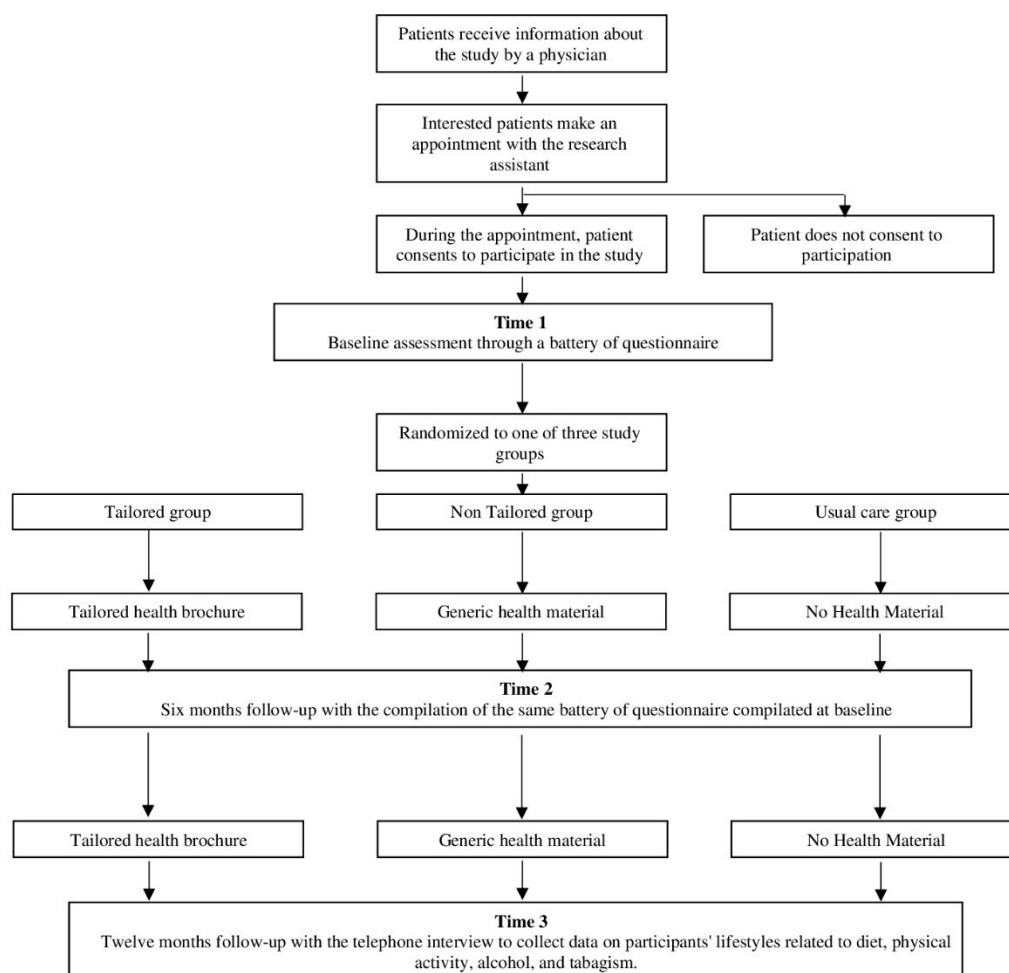 Patients receive information about
the study by a physician
Interested patients make an
appointment with the research
assistant
During the appointment, patient
consents to participate in the study
Patient does not consent to
participation
Time 1
Baseline assessment through a battery of questionnaire
Randomized to one of three study
groups
Tailored group
Non Tailored group
Usual care group
Tailored health brochure
Generic health material
No Health Material
Time 2
Six months follow-up with the compilation of the same battery of questionnaire compilated at baseline
Tailored health brochure
Generic health material
No Health Material
Time 3
Twelve months follow-up with the telephone interview to collect data on participants' lifestyles related to diet, physical
activity, alcohol, and tabagism.